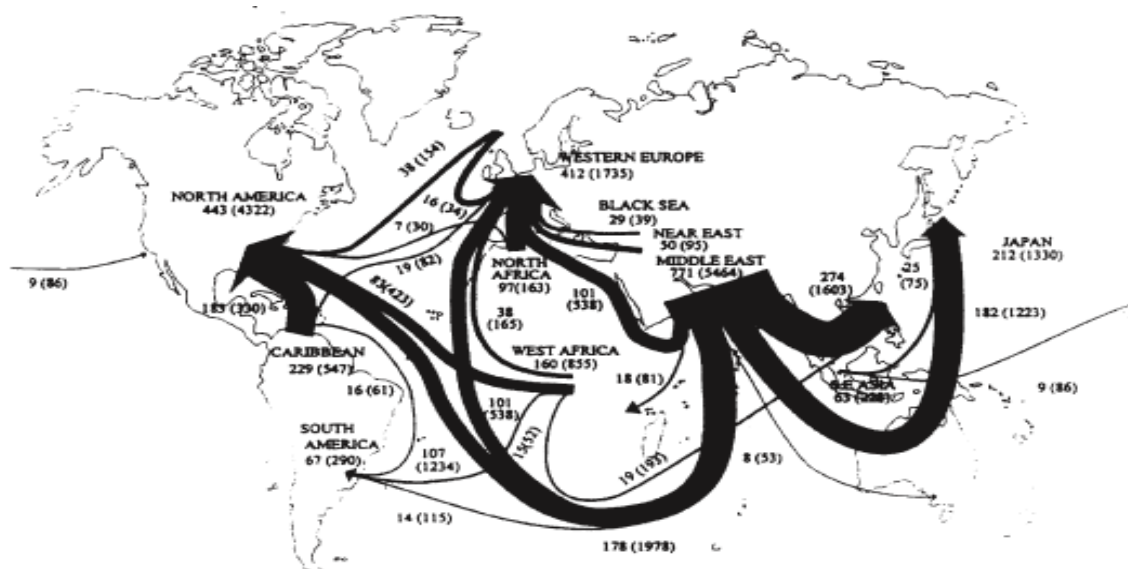 38 (154)
WESTERN EUROPE
412 (1735)
NORTH AMERICA
443 (4322)
16 (34)
BLACK SEA
29 (39)
7 (30)
NEAR EAST
50 (95)
MIDDLE EAST
771 (5464)
NORTH
AFRICA
97(163)
JAPAN
212 (1330)
9 (86)
19 (82)
83(423)
101
(538)
274
(1603)
25
(75)
38
(165)
182 (1223)
CARIBBEAN
229 (547)
WEST AFRICA
160 (855)
16 (61)
18 (81)
S.E ASIA
63
9 (86)
101
(538)
SOUTH
AMERICA
67 (290)
107
(1234)
15(52)
19 (193)
8 (53)
14 (115)
178 (1978)